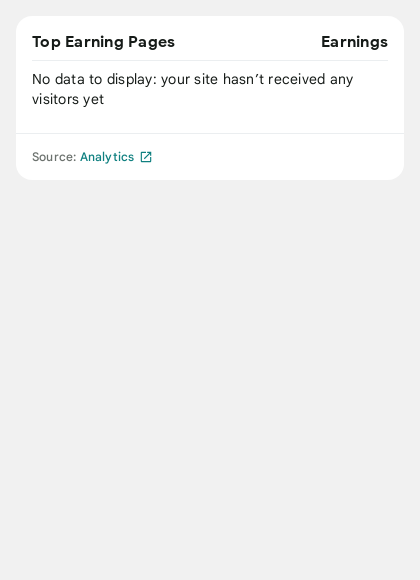 Top Earning Pages Earnings
No data to display: your site hasn’t received any
visitors yet
Source: Analytics